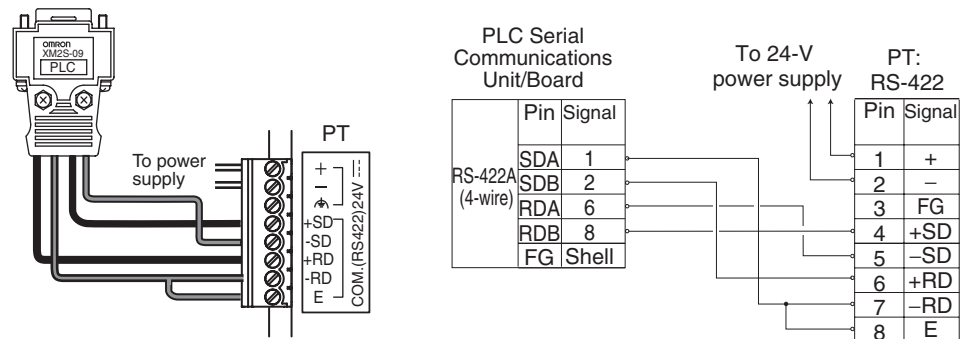 OMRON
XM2S-09
PLC
PT
To power
supply
+
−
+SD
-SD
+RD
-RD
E
24V
COM.(RS422)
PLC Serial
Communications
Unit/Board
Pin Signal
RS-422A
(4-wire)
SDA 1
SDB 2
RDA 6
RDB 8
FG Shell
To 24-V
power supply
PT:
RS-422
Pin Signal
1 +
2 −
3 FG
4 +SD
5 −SD
6 +RD
7 −RD
8 E